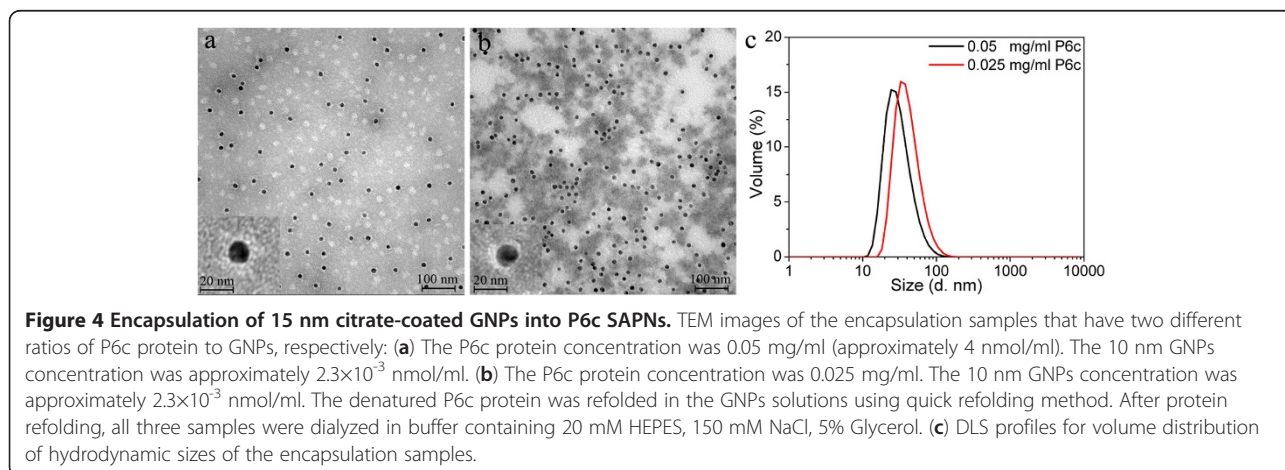 a
20 nm
100 nm
b
20 nm
100 nm
c
20
15
10
5
0
Volume (%)
0.05 mg/ml P6c
0.025 mg/ml P6c
1 10 100 1000 10000
Size (d. nm)
Figure 4 Encapsulation of 15 nm citrate-coated GNPs into P6c SAPNs. TEM images of the encapsulation samples that have two different
ratios of P6c protein to GNPs, respectively: (a) The P6c protein concentration was 0.05 mg/ml (approximately 4 nmol/ml). The 10 nm GNPs
concentration was approximately 2.3×10⁻³ nmol/ml. (b) The P6c protein concentration was 0.025 mg/ml. The 10 nm GNPs concentration was
approximately 2.3×10⁻³ nmol/ml. The denatured P6c protein was refolded in the GNPs solutions using quick refolding method. After protein
refolding, all three samples were dialyzed in buffer containing 20 mM HEPES, 150 mM NaCl, 5% Glycerol. (c) DLS profiles for volume distribution
of hydrodynamic sizes of the encapsulation samples.